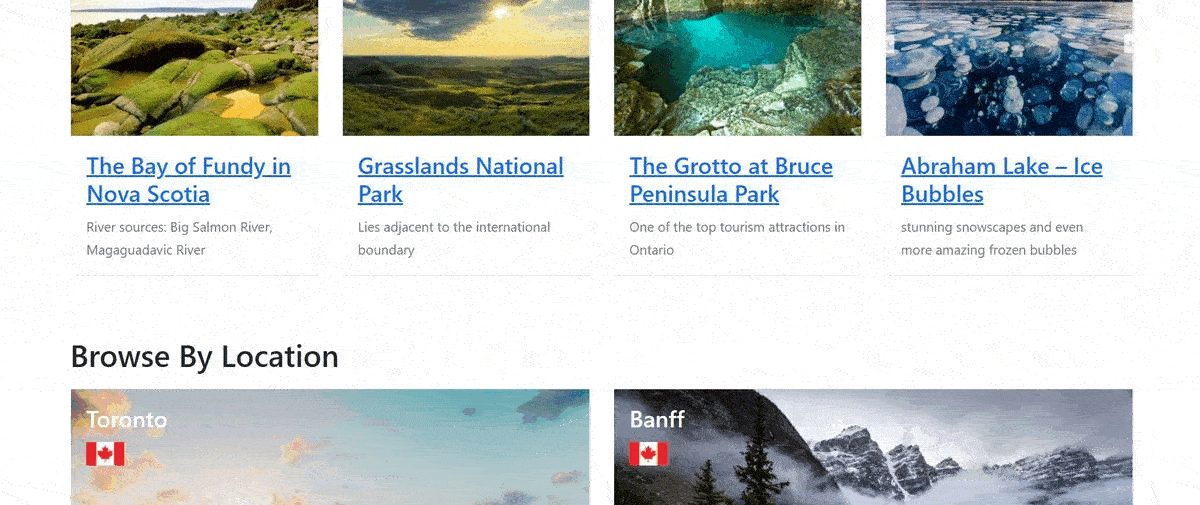 The Bay of Fundy in
Nova Scotia
River sources: Big Salmon River,
Magaguadavic River
Grasslands National
Park
Lies adjacent to the international
boundary
The Grotto at Bruce
Peninsula Park
One of the top tourism attractions in
Ontario
Abraham Lake – Ice
Bubbles
stunning snowscapes and even
more amazing frozen bubbles
Browse By Location
Toronto
Banff